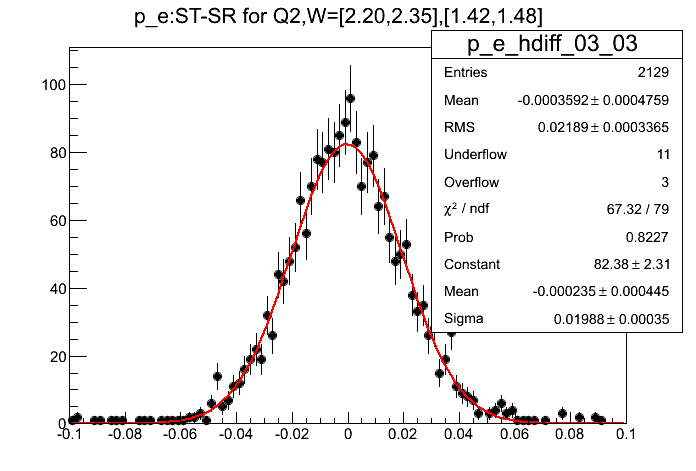 p_e:ST-SR for Q2,W=[2.20,2.35],[1.42,1.48]
p_e_hdiff_03_03
Entries 2129
Mean -0.0003592 ± 0.0004759
RMS 0.02189 ± 0.0003365
Underflow 11
Overflow 3
χ² / ndf 67.32 / 79
Prob 0.8227
Constant 82.38 ± 2.31
Mean -0.000235 ± 0.000445
Sigma 0.01988 ± 0.00035
100
80
60
40
20
0
-0.1 -0.08 -0.06 -0.04 -0.02 0 0.02 0.04 0.06 0.08 0.1